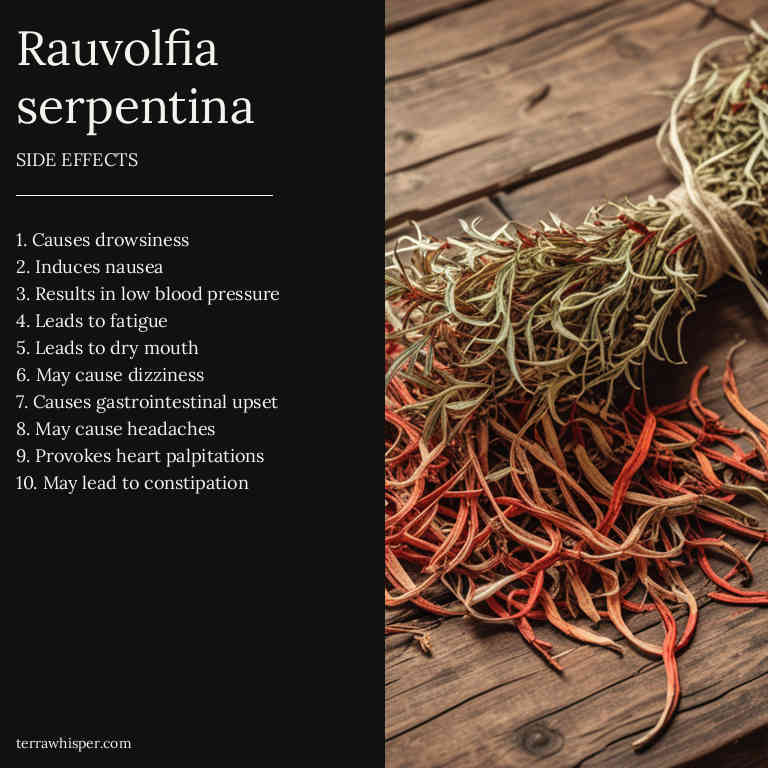 Rauvolfia
serpentina
SIDE EFFECTS
1. Causes drowsiness
2. Induces nausea
3. Results in low blood pressure
4. Leads to fatigue
5. Leads to dry mouth
6. May cause dizziness
7. Causes gastrointestinal upset
8. May cause headaches
9. Provokes heart palpitations
10. May lead to constipation
terrawhisper.com